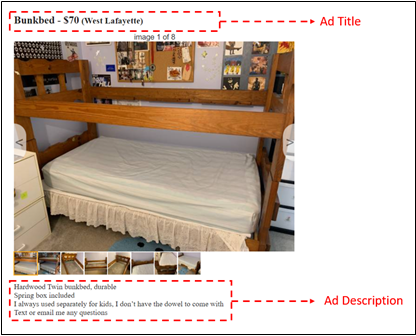 Bunkbed - $70 (West Lafayette)
Ad Title
image 1 of 8
<
>
Hardwood Twin bunkbed, durable
Spring box included
I always used separately for kids, I don't have the dowel to come with
Text or email me any questions
Ad Description